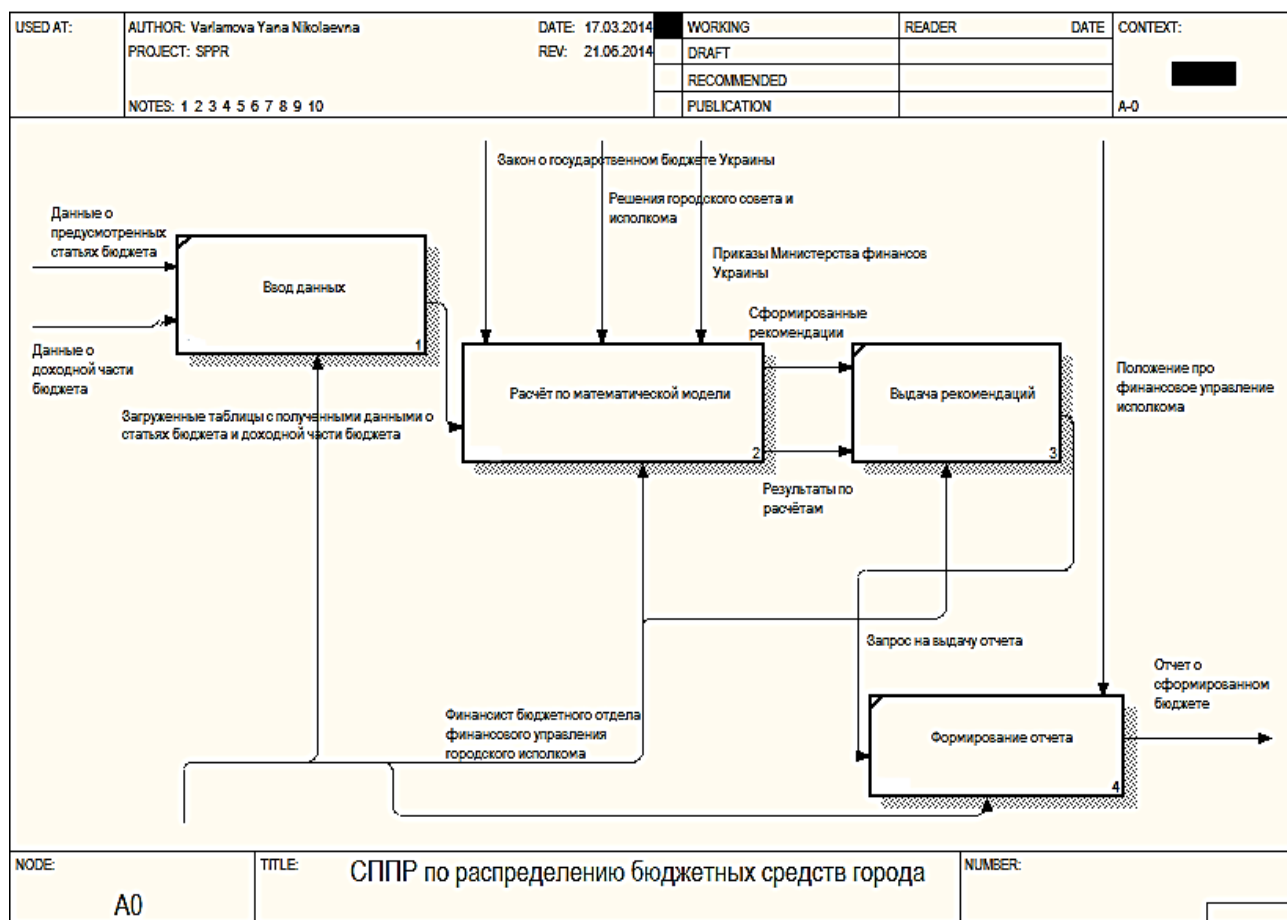 USED AT:
AUTHOR: Varlamova Yana Nikolaevna
DATE: 17.03.2014
WORKING
READER
DATE
CONTEXT:
PROJECT: SPPR
REV: 21.06.2014
DRAFT
RECOMMENDED
NOTES: 1 2 3 4 5 6 7 8 9 10
PUBLICATION
A-0
Закон о государственном бюджете Украины
Решения городского совета и
исполкома
Данные о
предусмотренных
статьях бюджета
Приказы Министерства финансов
Украины
Ввод данных
1
Сформированные
рекомендации
Данные о
доходной части
бюджета
Положение про
финансовое управление
исполкома
Расчёт по математической модели
2
Выдача рекомендаций
3
Загруженные таблицы с полученными данными о
статьях бюджета и доходной части бюджета
Результаты по
расчётам
Запрос на выдачу отчета
Отчет о
сформированном
бюджете
Финансист бюджетного отдела
финансового управления
городского исполкома
Формирование отчета
4
NODE:
A0
TITLE:
СППР по распределению бюджетных средств города
NUMBER: